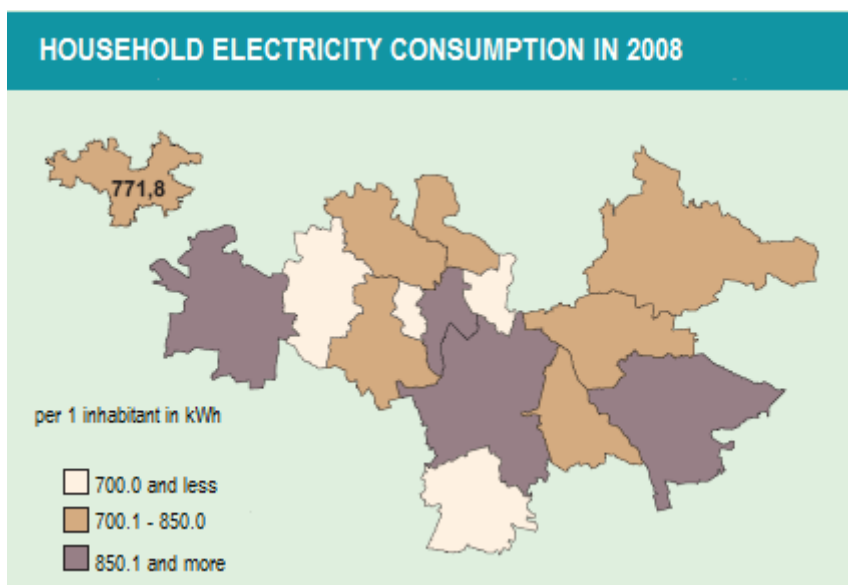 HOUSEHOLD ELECTRICITY CONSUMPTION IN 2008
771,8
per 1 inhabitant in kWh
700.0 and less
700.1 - 850.0
850.1 and more